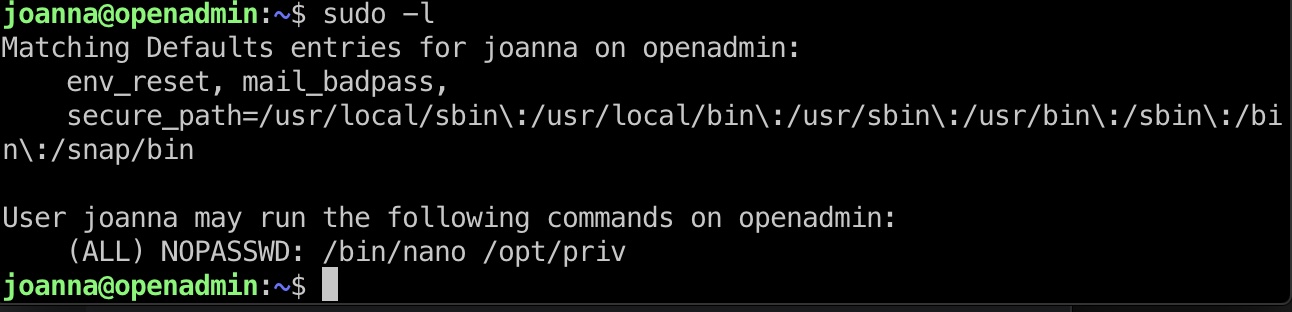 joanna@openadmin:~$ sudo -l
Matching Defaults entries for joanna on openadmin:
    env_reset, mail_badpass,
    secure_path=/usr/local/sbin\:/usr/local/bin\:/usr/sbin\:/usr/bin\:/sbin\:/bi
n\:/snap/bin

User joanna may run the following commands on openadmin:
    (ALL) NOPASSWD: /bin/nano /opt/priv
joanna@openadmin:~$